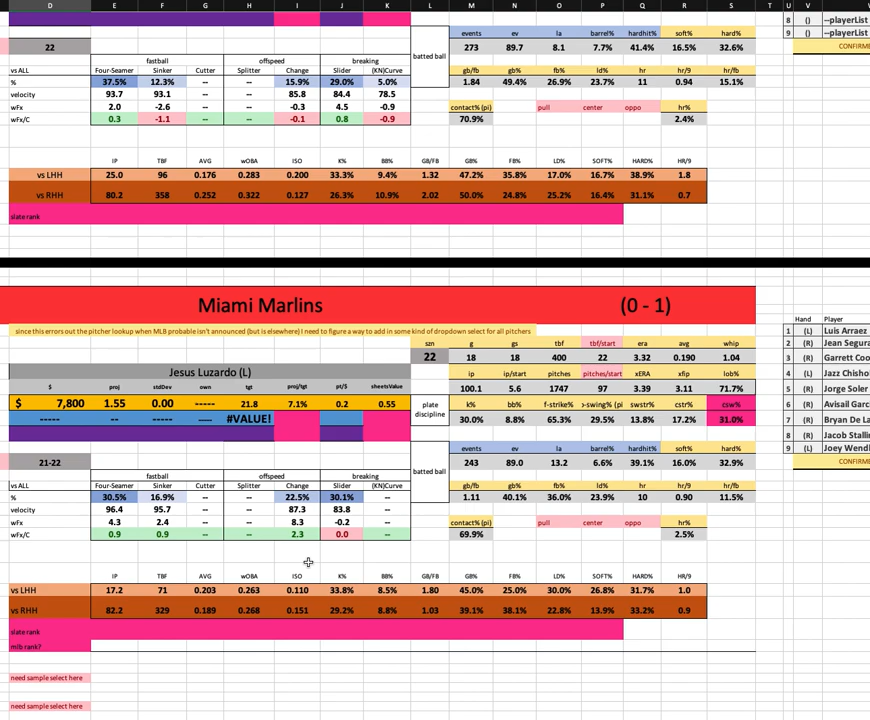 D E F G H I J K L M N O P Q R S T U V
8 () --playerList
9 () --playerList
CONFIRME
events ev la barrel% hardhit% soft% hard%
22 273 89.7 8.1 7.7% 41.4% 16.5% 32.6%
batted ball
fastball offspeed breaking
vs ALL Four-Seamer Sinker Cutter Splitter Change Slider (KN)Curve gb/fb gb% fb% ld% hr hr/9 hr/fb
% 37.5% 12.3% -- -- 15.9% 29.0% 5.0% 1.84 49.4% 26.9% 23.7% 11 0.94 15.1%
velocity 93.7 93.1 85.8 84.4 78.5
wFx 2.0 -2.6 -- -- -0.3 4.5 -0.9 contact% (pi) pull center oppo hr%
wFx/C 0.3 -1.1 -- -- -0.1 0.8 -0.9 70.9% 2.4%
IP TBF AVG wOBA ISO K% BB% GB/FB GB% FB% LD% SOFT% HARD% HR/9
vs LHH 25.0 96 0.176 0.283 0.200 33.3% 9.4% 1.32 47.2% 35.8% 17.0% 16.7% 38.9% 1.8
vs RHH 80.2 358 0.252 0.322 0.127 26.3% 10.9% 2.02 50.0% 24.8% 25.2% 16.4% 31.1% 0.7
slate rank
Miami Marlins (0 - 1)
Hand Player
since this errors out the pitcher lookup when MLB probable isn't announced (but is elsewhere) I need to figure a way to add in some kind of dropdown select for all pitchers
1 (L) Luis Arraez
szn g gs tbf tbf/start era avg whip
2 (R) Jean Segura
22 18 18 400 22 3.32 0.190 1.04
3 (R) Garrett Coo
Jesus Luzardo (L)
ip ip/start pitches pitches/start xERA xfip lob%
4 (L) Jazz Chisho
$ proj stdDev own tgt proj/tgt pt/$ sheetsValue
100.1 5.6 1747 97 3.39 3.11 71.7%
5 (R) Jorge Soler
$ 7,800 1.55 0.00 ----- 21.8 7.1% 0.2 0.55
plate discipline
k% bb% f-strike% >-swing% (pi swstr% cstr% csw%
6 (R) Avisail Garc
----- -- -- — #VALUE!
30.0% 8.8% 65.3% 29.5% 13.8% 17.2% 31.0%
7 (R) Bryan De La
8 (R) Jacob Stallin
events ev la barrel% hardhit% soft% hard%
9 (L) Joey Wendl
21-22 243 89.0 13.2 6.6% 39.1% 16.0% 32.9%
CONFIRME
batted ball
fastball offspeed breaking
vs ALL Four-Seamer Sinker Cutter Splitter Change Slider (KN)Curve gb/fb gb% fb% ld% hr hr/9 hr/fb
% 30.5% 16.9% -- -- 22.5% 30.1% -- 1.11 40.1% 36.0% 23.9% 10 0.90 11.5%
velocity 96.4 95.7 87.3 83.8 --
wFx 4.3 2.4 -- -- 8.3 -0.2 -- contact% (pi) pull center oppo hr%
wFx/C 0.9 0.9 -- -- 2.3 0.0 -- 69.9% 2.5%
IP TBF AVG wOBA ISO K% BB% GB/FB GB% FB% LD% SOFT% HARD% HR/9
vs LHH 17.2 71 0.203 0.263 0.110 33.8% 8.5% 1.80 45.0% 25.0% 30.0% 26.8% 31.7% 1.0
vs RHH 82.2 329 0.189 0.268 0.151 29.2% 8.8% 1.03 39.1% 38.1% 22.8% 13.9% 33.2% 0.9
slate rank
mlb rank?
need sample select here
need sample select here